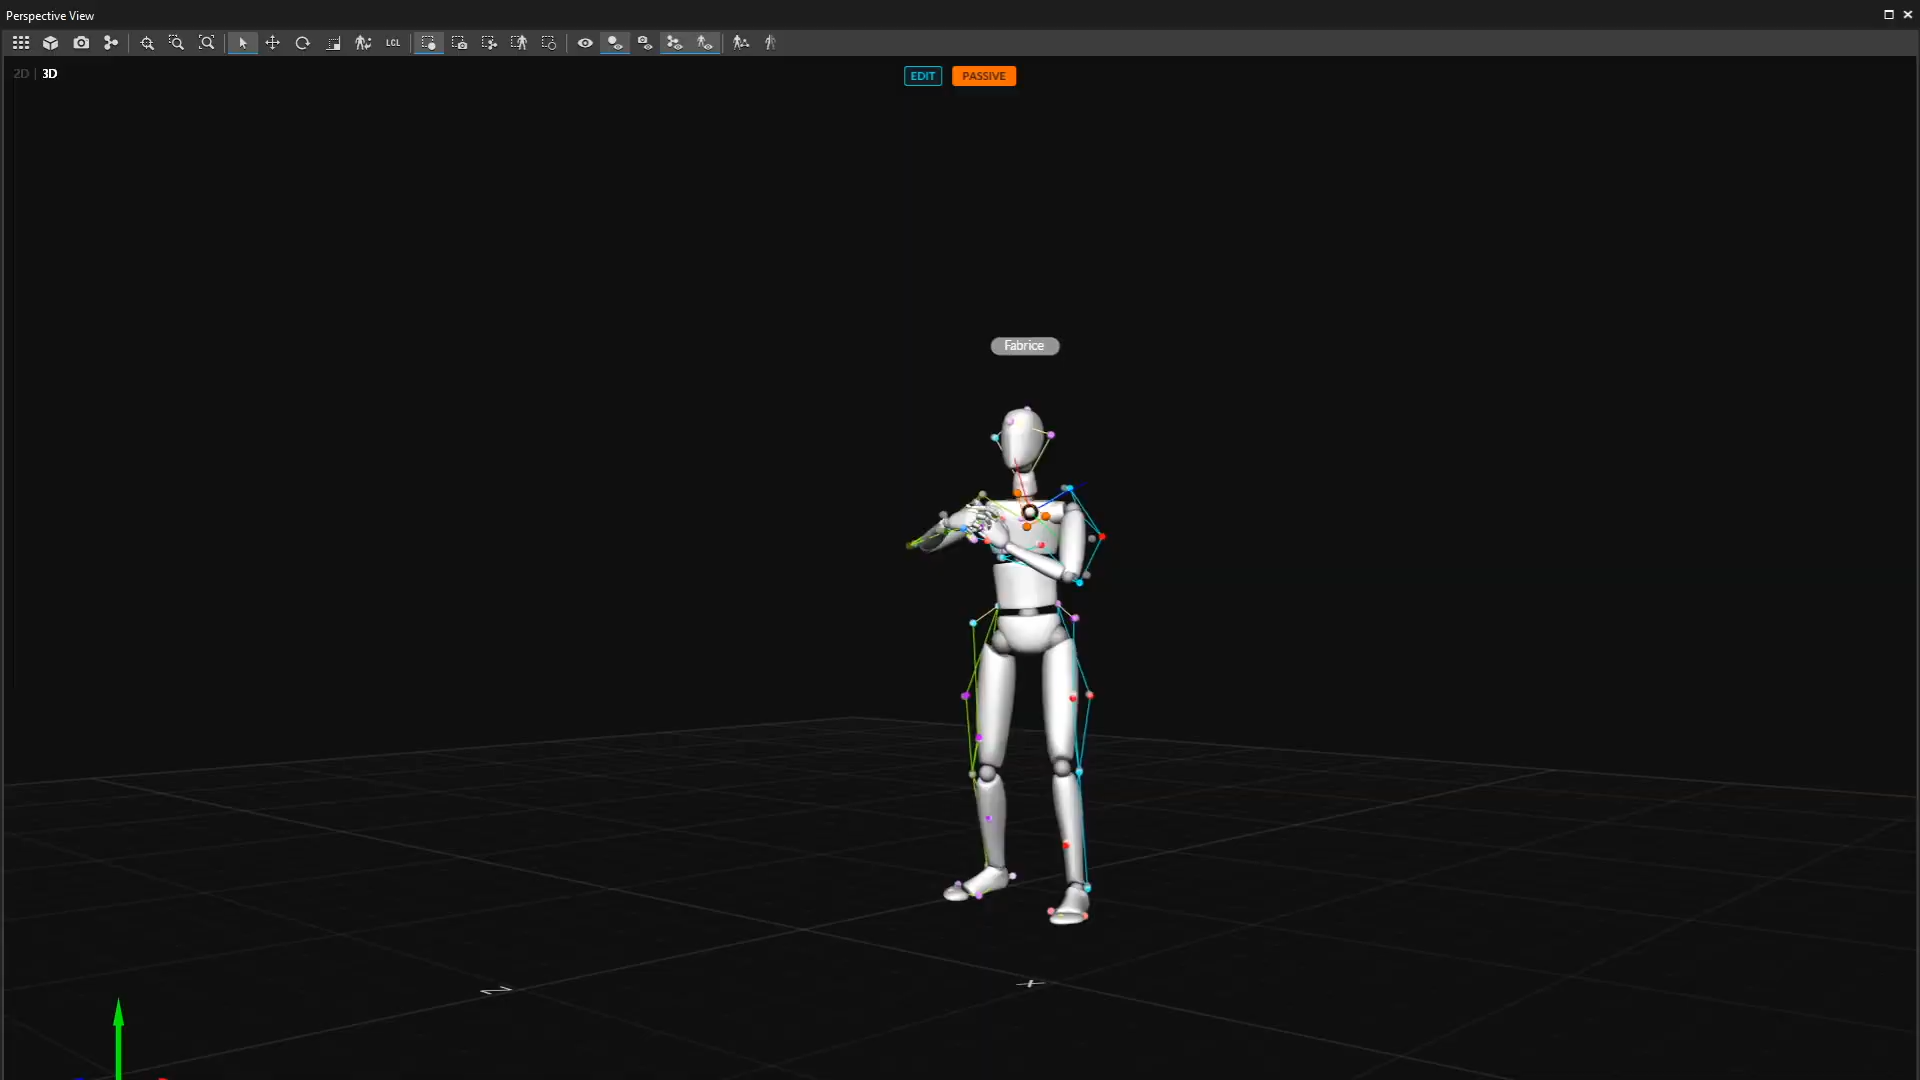 Perspective View
LCL
2D | 3D
EDIT PASSIVE
Fabrice